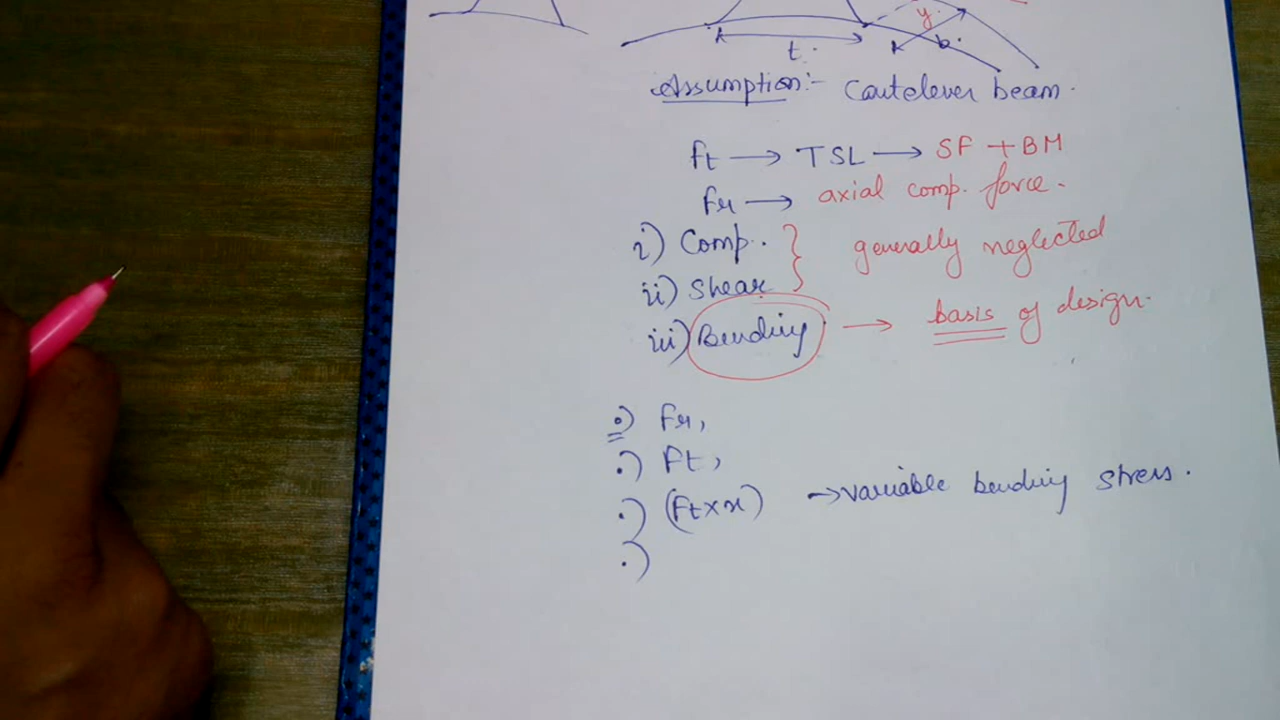 y.
t.
b.
Assumption:- Cantelever beam.
ft → TSL → SF + BM
fr → axial comp. force.
i) Comp.
ii) Shear } generally neglected
iii) Bending → basis of design.
•) Fr,
•) Ft,
•) (Ft×x) → variable bending stress.
•)